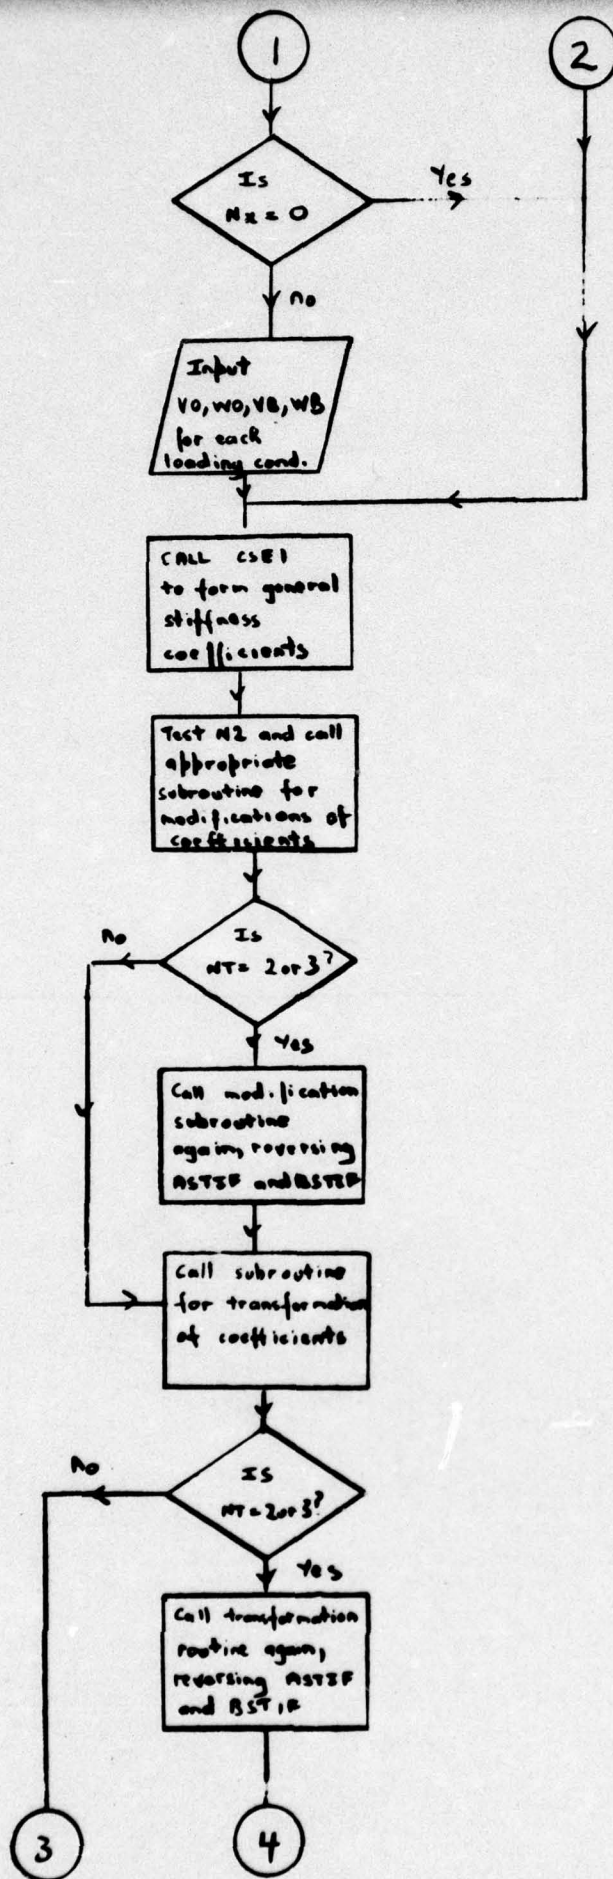 1
2
Is
Nx = 0
Yes
no
Input
VO, WO, VB, WB
for each
loading cond.
CALL CSE1
to form general
stiffness
coefficients
Test N2 and call
appropriate
subroutine for
modifications of
coefficients
Is
NT= 2 or 3?
no
Yes
Call modification
subroutine
again, reversing
ASTIF and BSTIF
Call subroutine
for transformation
of coefficients
Is
NT = 2 or 3?
no
Yes
Call transformation
routine again,
reversing ASTIF
and BSTIF
3
4